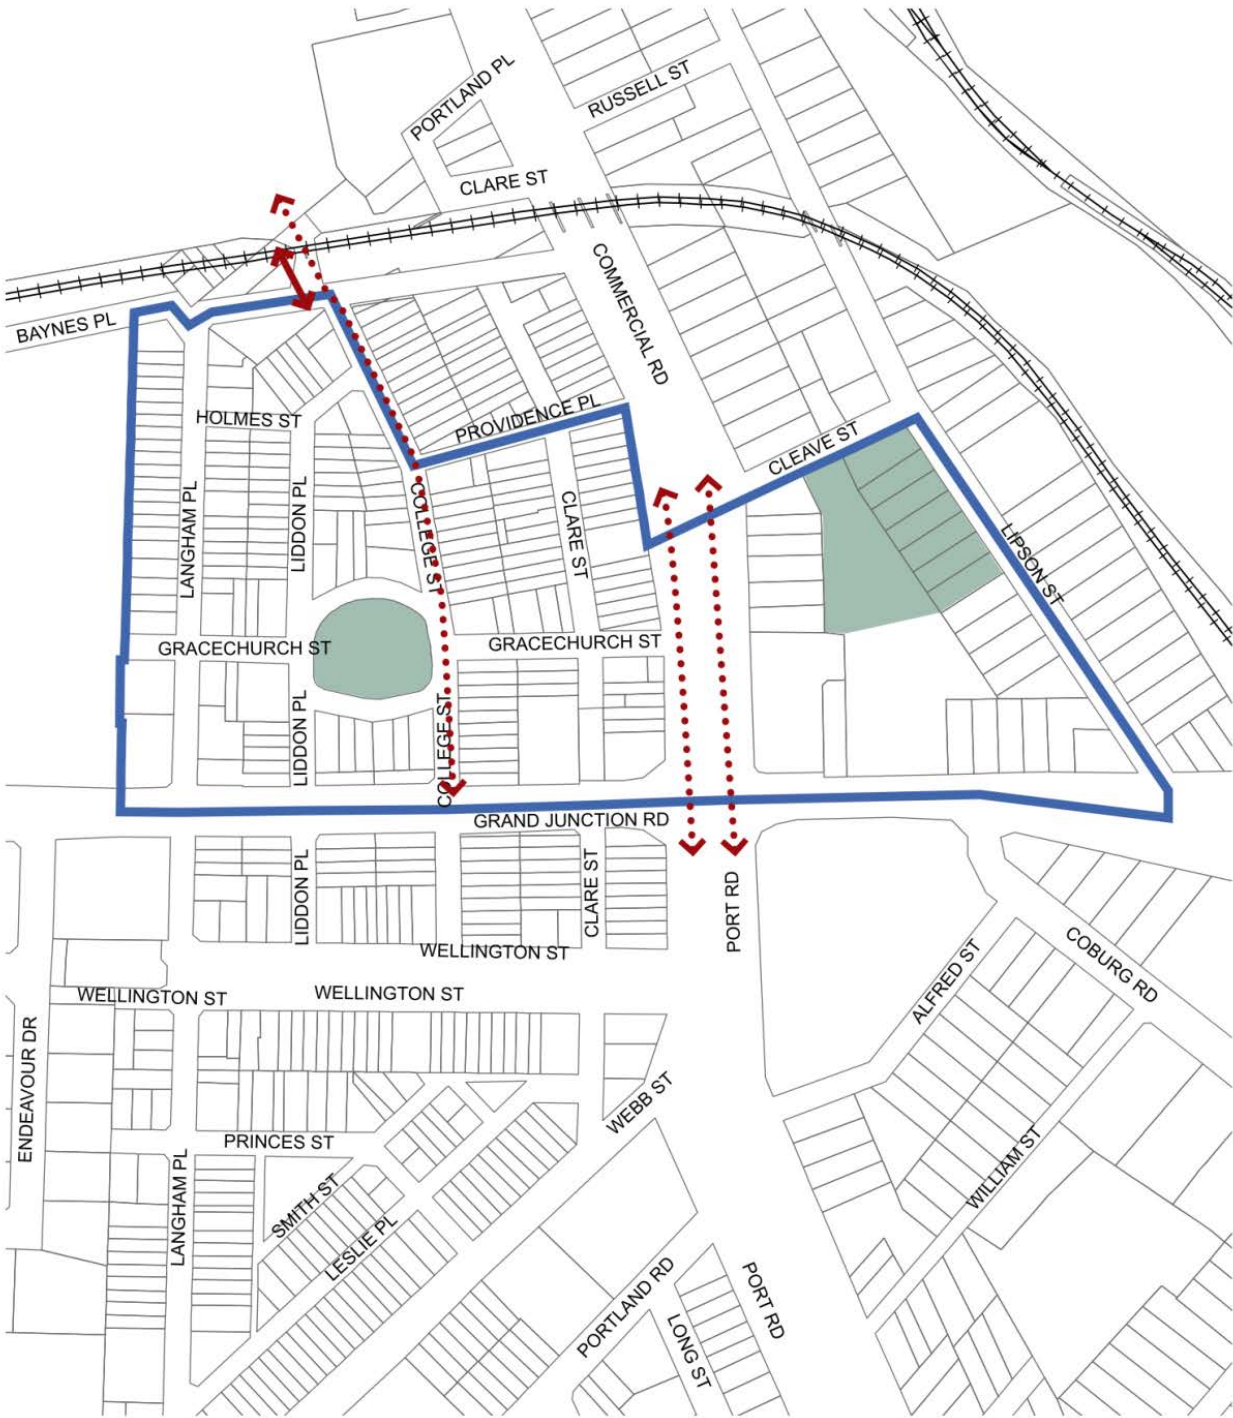 PORTLAND PL
RUSSELL ST
CLARE ST
COMMERCIAL RD
BAYNES PL
HOLMES ST
PROVIDENCE PL
CLEAVE ST
LANGHAM PL
LIDDON PL
COLLEGE ST
CLARE ST
LIPSON ST
GRACECHURCH ST
GRACECHURCH ST
LIDDON PL
COLLEGE ST
GRAND JUNCTION RD
LIDDON PL
CLARE ST
PORT RD
WELLINGTON ST
COBURG RD
ALFRED ST
WELLINGTON ST
WELLINGTON ST
ENDEAVOUR DR
WEBB ST
PRINCES ST
WILLIAM ST
LANGHAM PL
SMITH ST
LESLIE PL
PORTLAND RD
PORT RD
LONG ST